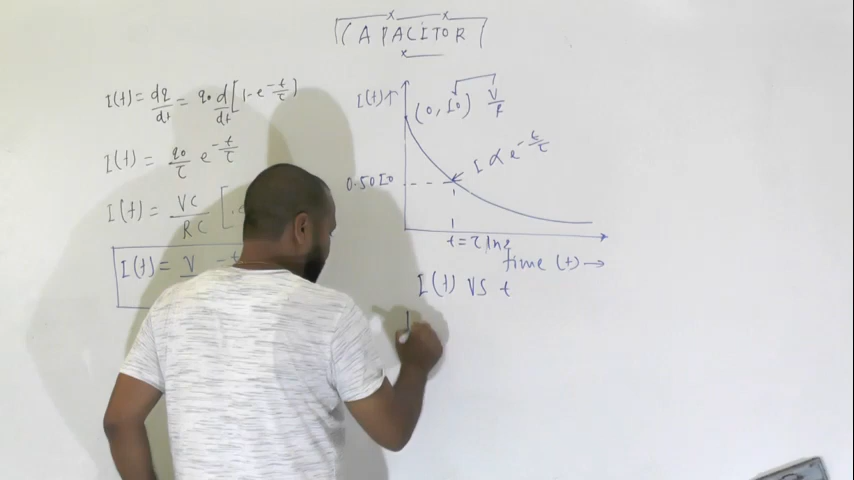 CAPACITOR
I(t) = dq/dt = q0 d/dt [1 - e^-t/τ]
I(t) = q0/τ e^-t/τ
I(t) = VC/RC [
I(t) = V
I(t) ↑
(0, I0) V/R
I ∝ e^-t/τ
0.50I0
t = τ ln2
time (t) →
I(t) VS t